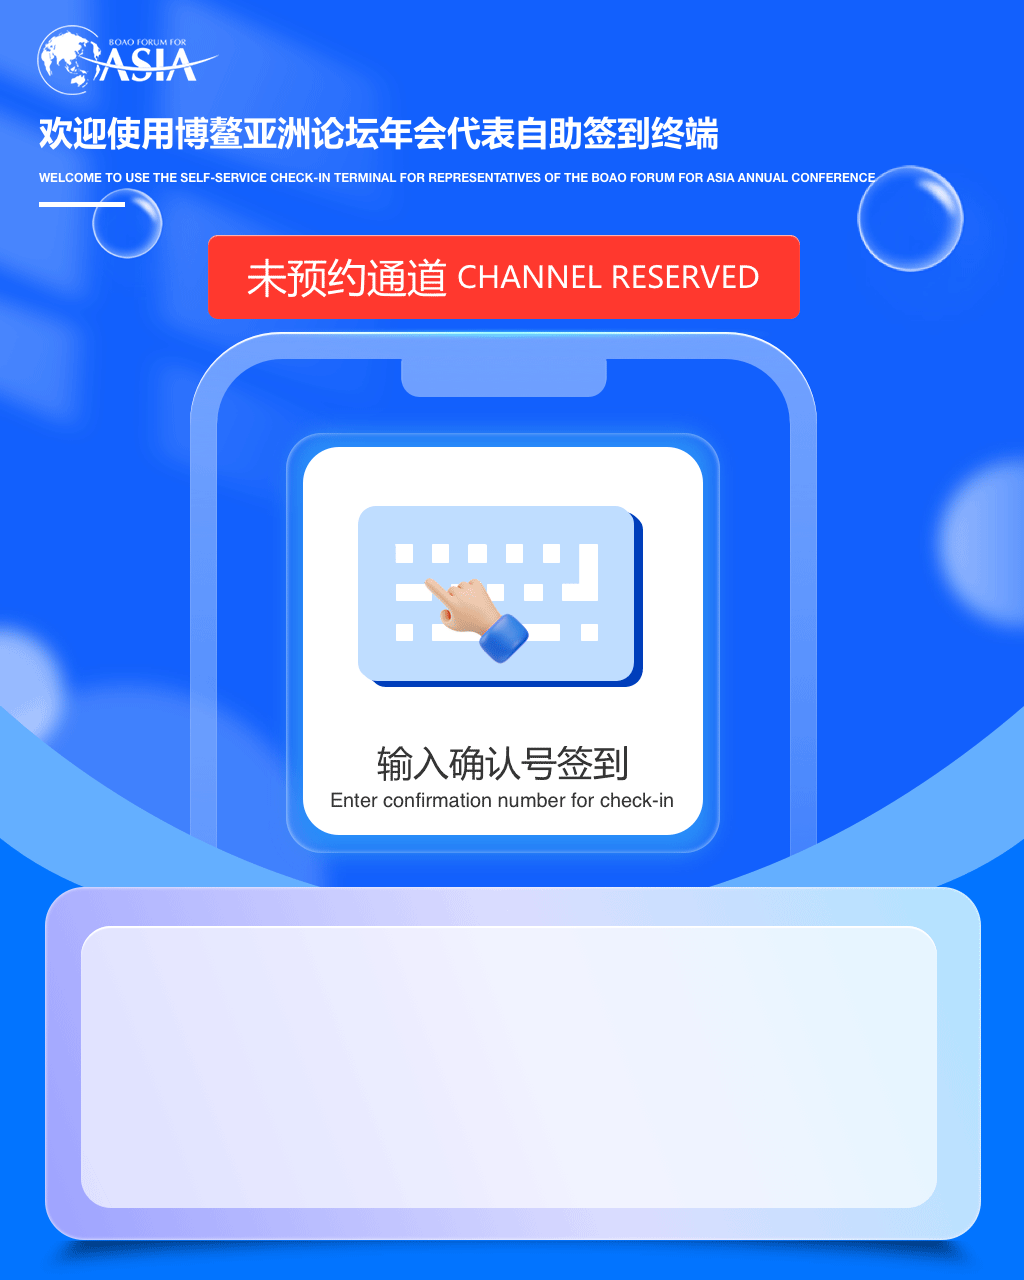 BOAO FORUM FOR
ASIA
欢迎使用博鳌亚洲论坛年会代表自助签到终端
WELCOME TO USE THE SELF-SERVICE CHECK-IN TERMINAL FOR REPRESENTATIVES OF THE BOAO FORUM FOR ASIA ANNUAL CONFERENCE
未预约通道 CHANNEL RESERVED
输入确认号签到
Enter confirmation number for check-in